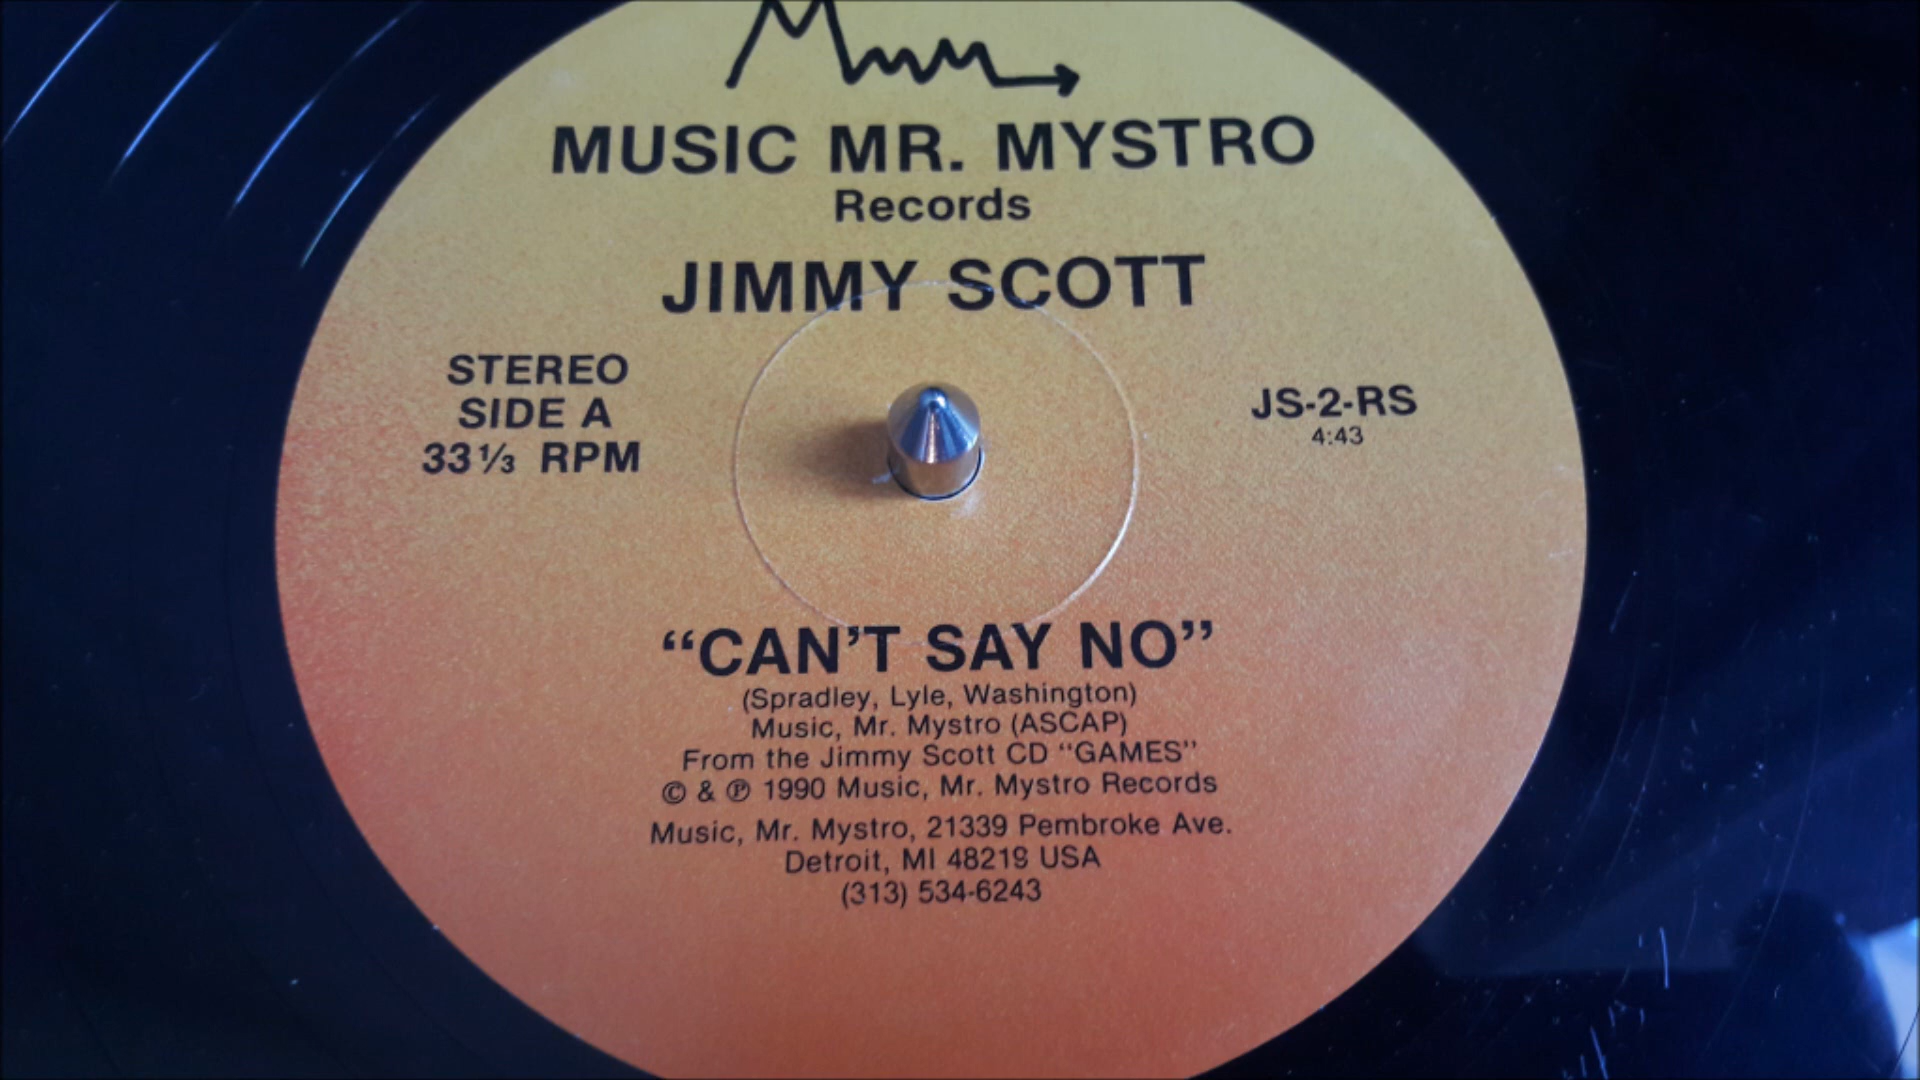 MUSIC MR. MYSTRO
Records
JIMMY SCOTT
STEREO
SIDE A
33 1/3 RPM
JS-2-RS
4:43
“CAN’T SAY NO”
(Spradley, Lyle, Washington)
Music, Mr. Mystro (ASCAP)
From the Jimmy Scott CD “GAMES”
© & ℗ 1990 Music, Mr. Mystro Records
Music, Mr. Mystro, 21339 Pembroke Ave.
Detroit, MI 48219 USA
(313) 534-6243